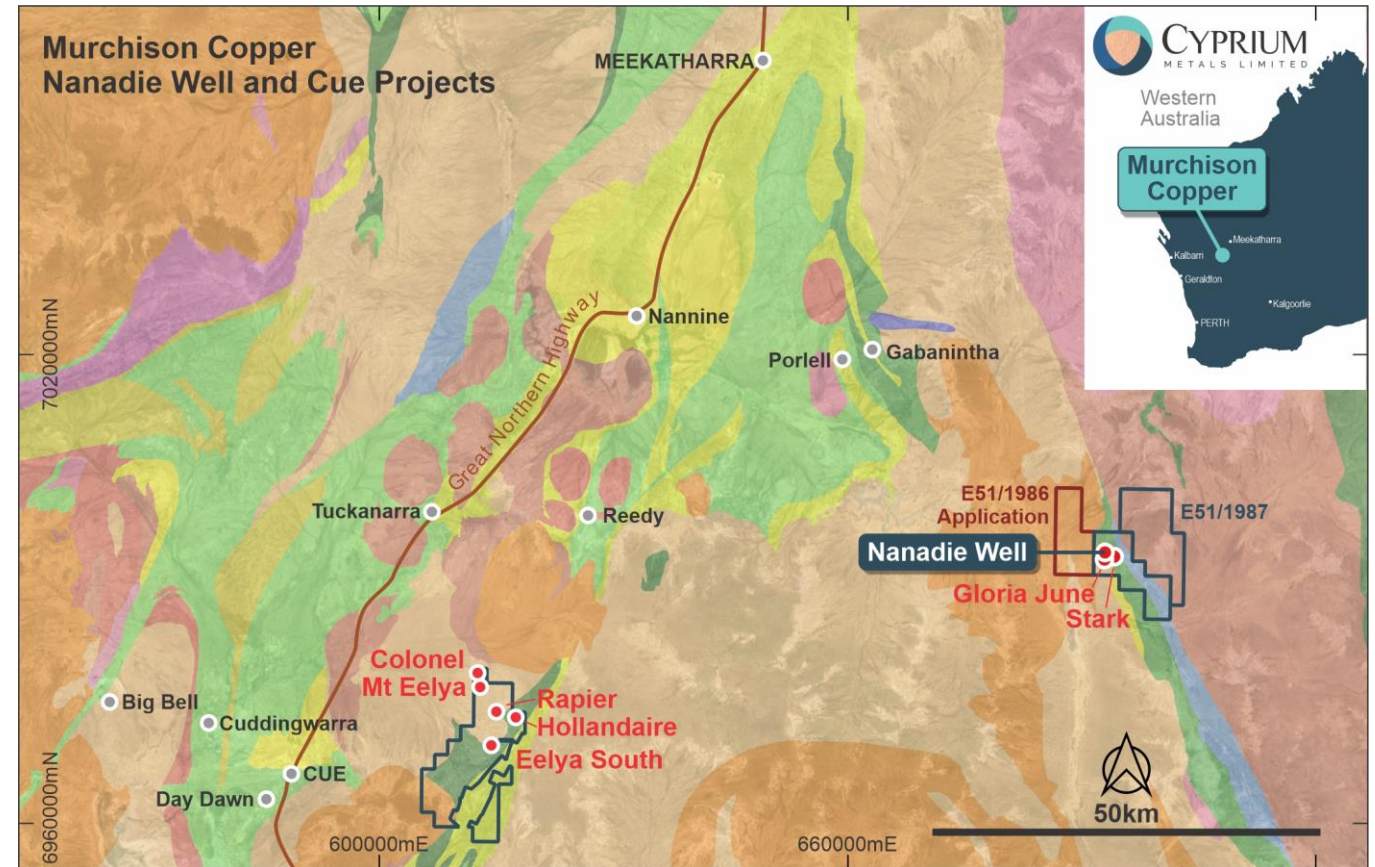 Murchison Copper
Nanadie Well and Cue Projects
CYPRIUM
METALS LIMITED
Western
Australia
Murchison
Copper
Meekatharra
Kalbarri
Geraldton
Kalgoorlie
PERTH
MEEKATHARRA
Great Northern Highway
Nannine
Porlell
Gabanintha
7020000mN
Tuckanarra
Reedy
E51/1986
Application
E51/1987
Nanadie Well
Gloria June
Stark
Colonel
Mt Eelya
Rapier
Hollandaire
Eelya South
Big Bell
Cuddingwarra
CUE
Day Dawn
6960000mN
600000mE
660000mE
50km